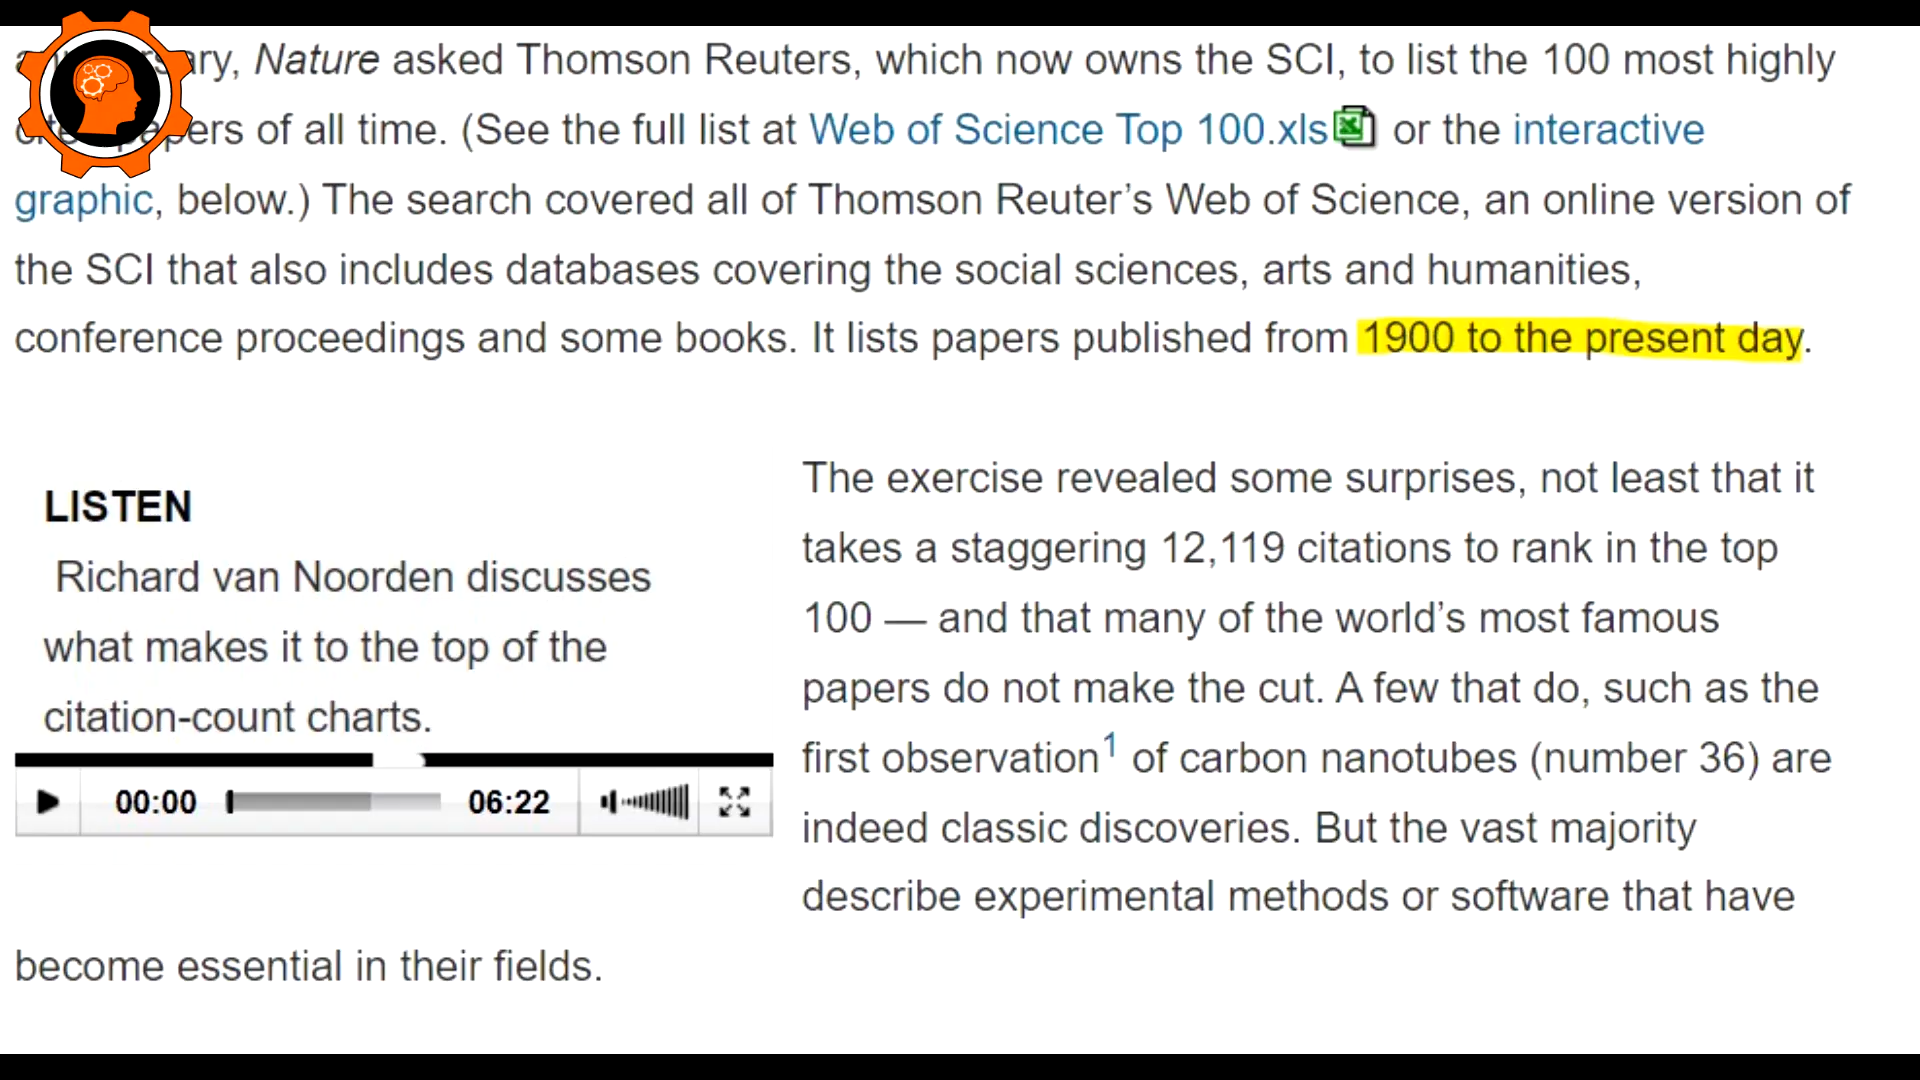 ary, Nature asked Thomson Reuters, which now owns the SCI, to list the 100 most highly
papers of all time. (See the full list at Web of Science Top 100.xls or the interactive
graphic, below.) The search covered all of Thomson Reuter’s Web of Science, an online version of
the SCI that also includes databases covering the social sciences, arts and humanities,
conference proceedings and some books. It lists papers published from 1900 to the present day.
LISTEN
Richard van Noorden discusses
what makes it to the top of the
citation-count charts.
00:00 06:22
The exercise revealed some surprises, not least that it
takes a staggering 12,119 citations to rank in the top
100 — and that many of the world’s most famous
papers do not make the cut. A few that do, such as the
first observation1 of carbon nanotubes (number 36) are
indeed classic discoveries. But the vast majority
describe experimental methods or software that have
become essential in their fields.